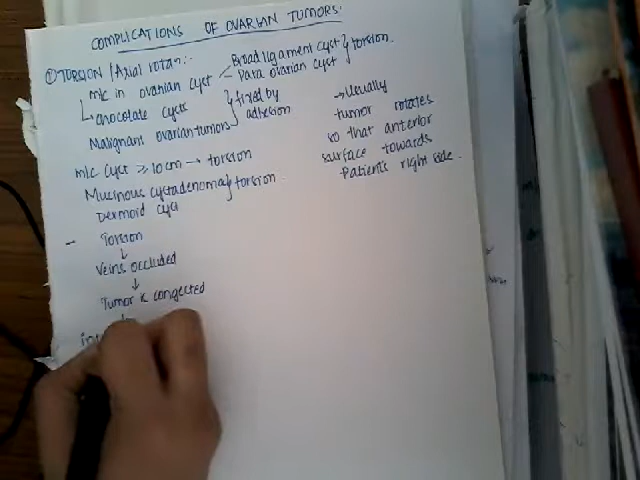 COMPLICATIONS OF OVARIAN TUMORS:
① TORSION / Axial rotan:-
m/c in ovarian cyst < Broad ligament cyst } torsion.
Para ovarian cyst
↳ chocolate cysts } fixed by
Malignant ovarian tumors adhesion
m/c cyst ≥ 10 cm → torsion
Mucinous cystadenoma } torsion.
Dermoid cyst
- Torsion
↓
Veins occluded
↓
Tumor is congested
↓
→ Usually
tumor rotates
so that anterior
surface towards
Patient's right side.